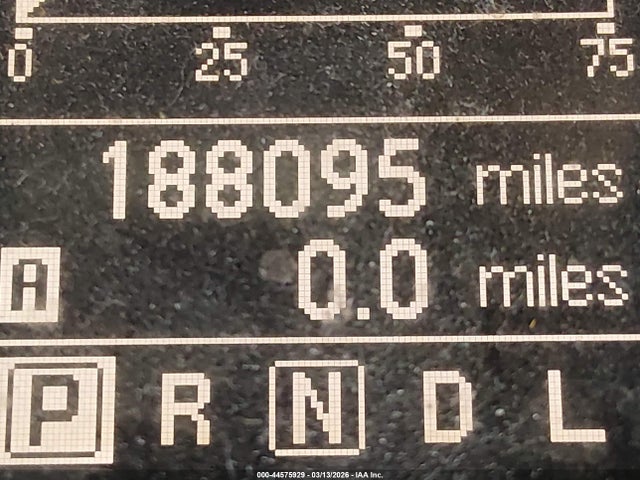 0 25 50 75
188095 miles
A 0.0 miles
P R N D L
000-44575929 - 03/13/2026 - IAA Inc.